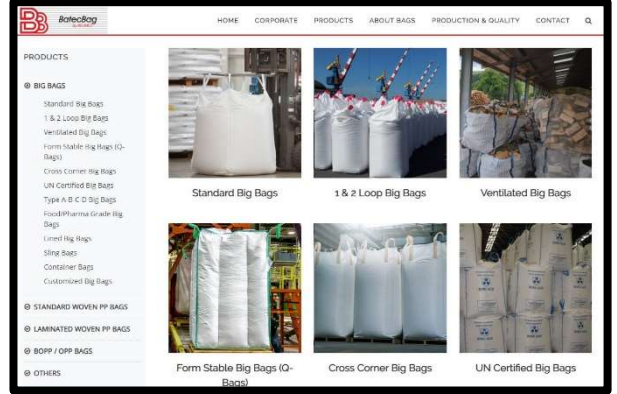 BatecBag
HOME CORPORATE PRODUCTS ABOUT BAGS PRODUCTION & QUALITY CONTACT
PRODUCTS
BIG BAGS
Standard Big Bags
1 & 2 Loop Big Bags
Ventilated Big Bags
Form Stable Big Bags (Q-
Bags)
Cross Corner Big Bags
UN Certified Big Bags
Type A-B-C-D Big Bags
Food/Pharma Grade Big
Bags
Lined Big Bags
Sling Bags
Container Bags
Customized Big Bags
STANDARD WOVEN PP BAGS
LAMINATED WOVEN PP BAGS
BOPP / OPP BAGS
OTHERS
Standard Big Bags
1 & 2 Loop Big Bags
Ventilated Big Bags
Form Stable Big Bags (Q-
Bags)
Cross Corner Big Bags
UN Certified Big Bags